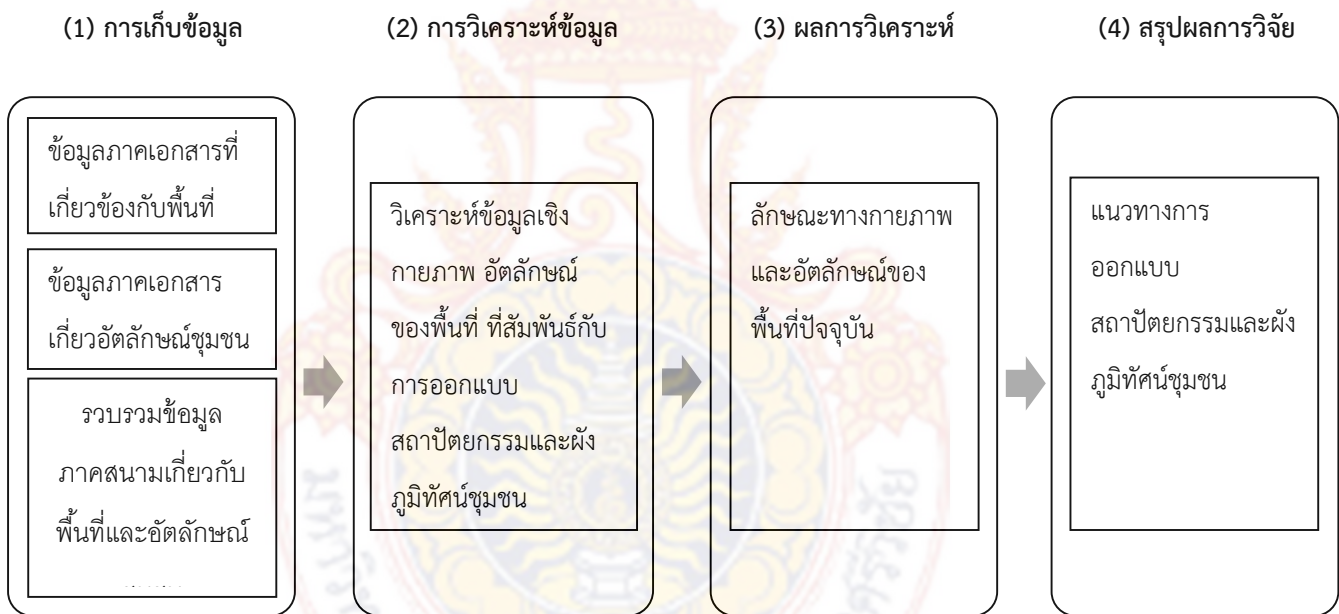 (1) การเก็บข้อมูล
(2) การวิเคราะห์ข้อมูล
(3) ผลการวิเคราะห์
(4) สรุปผลการวิจัย
ข้อมูลภาคเอกสารที่
เกี่ยวข้องกับพื้นที่
ข้อมูลภาคเอกสาร
เกี่ยวอัตลักษณ์ชุมชน
รวบรวมข้อมูล
ภาคสนามเกี่ยวกับ
พื้นที่และอัตลักษณ์
วิเคราะห์ข้อมูลเชิง
กายภาพ อัตลักษณ์
ของพื้นที่ ที่สัมพันธ์กับ
การออกแบบ
สถาปัตยกรรมและผัง
ภูมิทัศน์ชุมชน
ลักษณะทางกายภาพ
และอัตลักษณ์ของ
พื้นที่ปัจจุบัน
แนวทางการ
ออกแบบ
สถาปัตยกรรมและผัง
ภูมิทัศน์ชุมชน